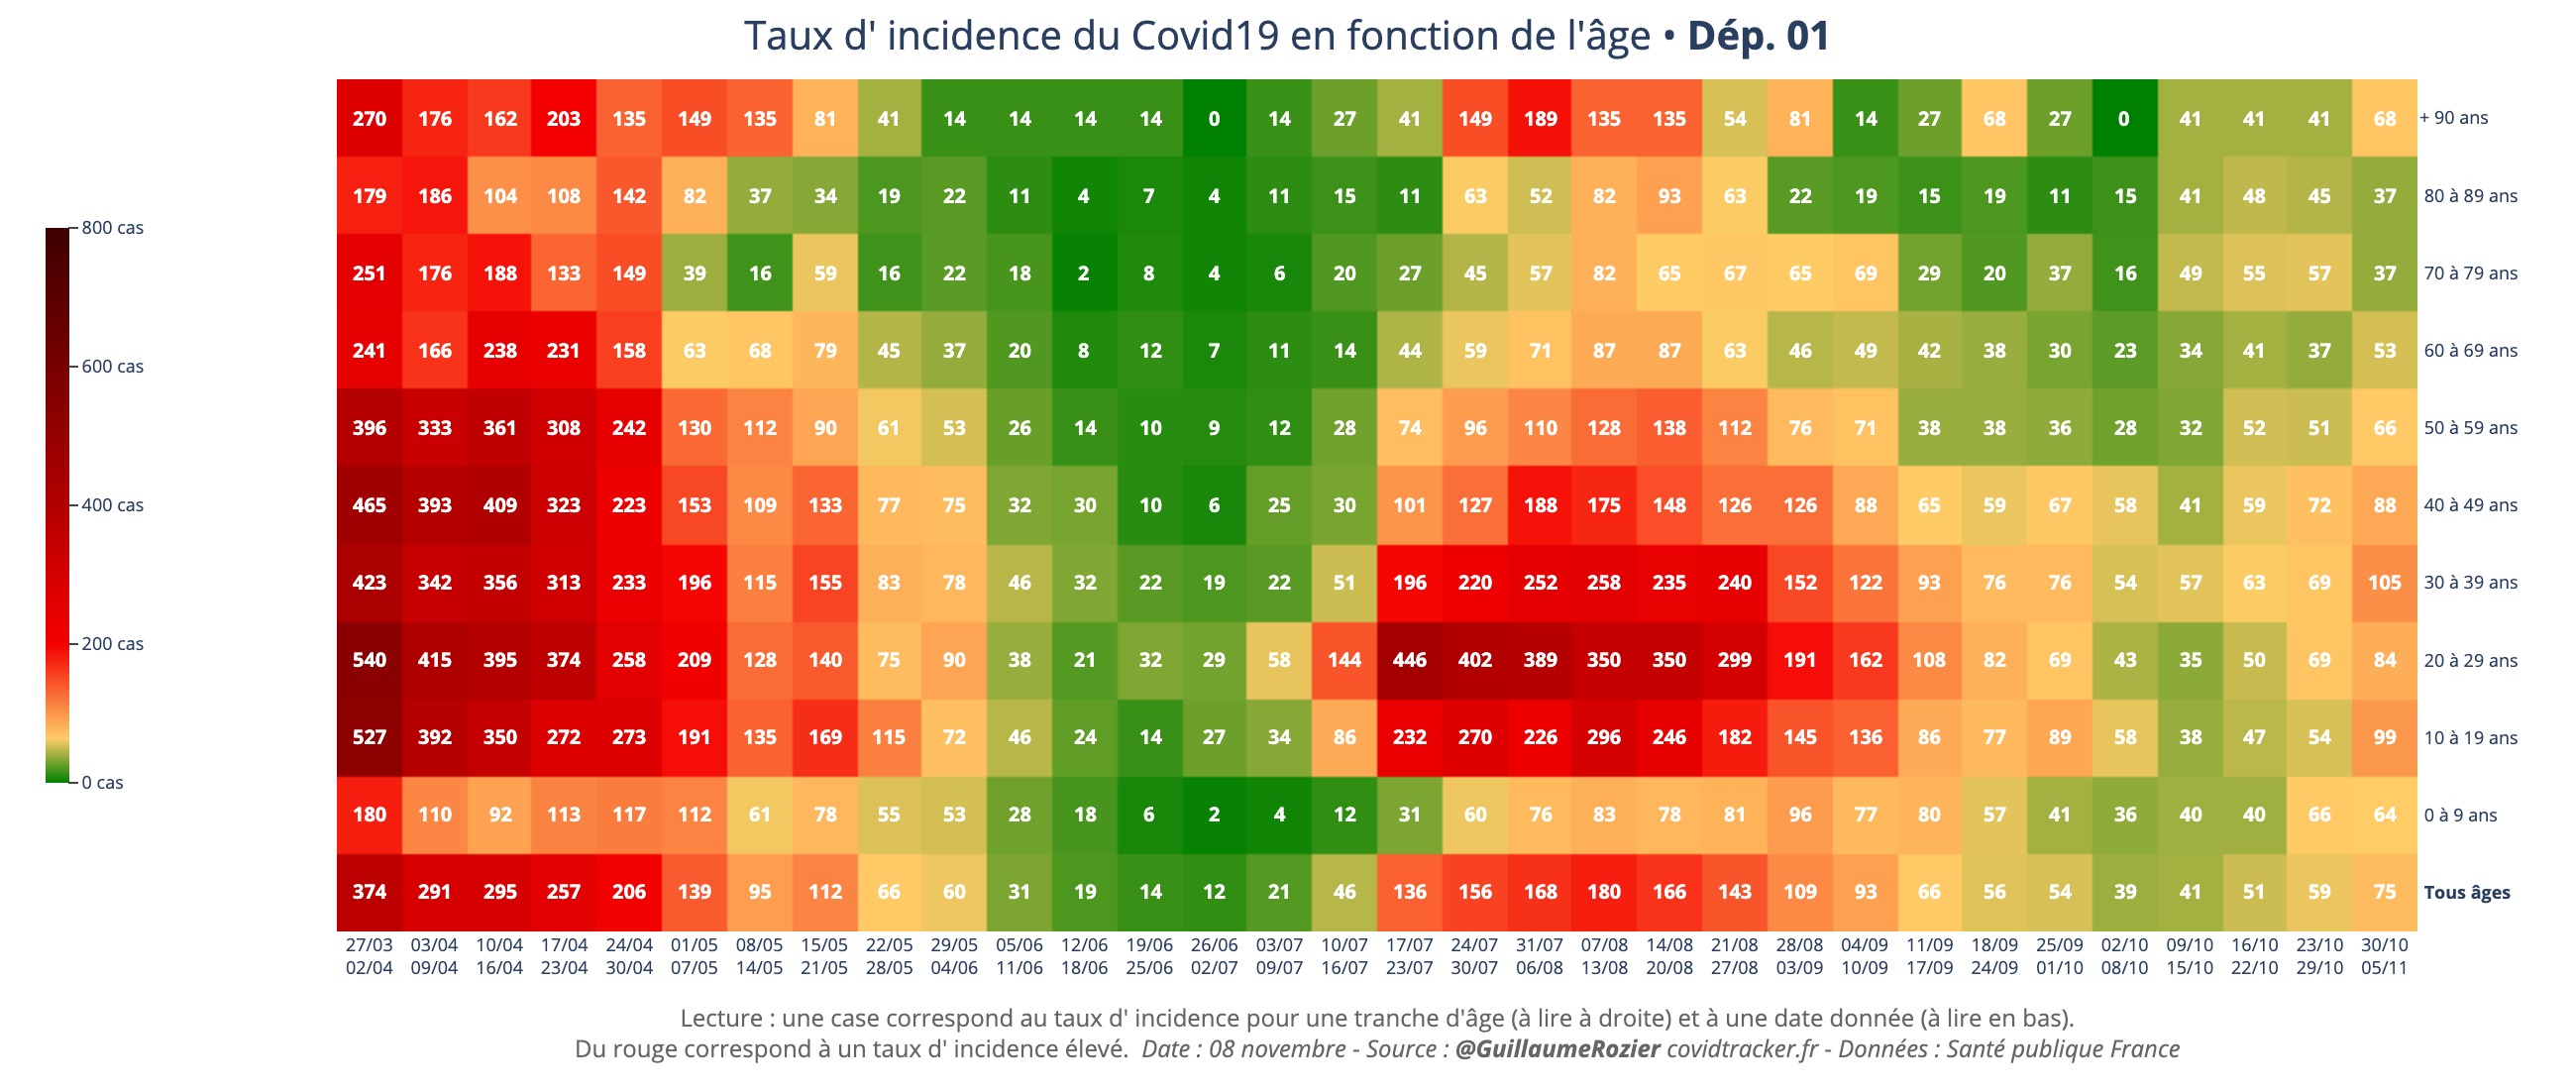 Taux d' incidence du Covid19 en fonction de l'âge • Dép. 01
800 cas
600 cas
400 cas
200 cas
0 cas
270 176 162 203 135 149 135 81 41 14 14 14 14 0 14 27 41 149 189 135 135 54 81 14 27 68 27 0 41 41 41 68 + 90 ans
179 186 104 108 142 82 37 34 19 22 11 4 7 4 11 15 11 63 52 82 93 63 22 19 15 19 11 15 41 48 45 37 80 à 89 ans
251 176 188 133 149 39 16 59 16 22 18 2 8 4 6 20 27 45 57 82 65 67 65 69 29 20 37 16 49 55 57 37 70 à 79 ans
241 166 238 231 158 63 68 79 45 37 20 8 12 7 11 14 44 59 71 87 87 63 46 49 42 38 30 23 34 41 37 53 60 à 69 ans
396 333 361 308 242 130 112 90 61 53 26 14 10 9 12 28 74 96 110 128 138 112 76 71 38 38 36 28 32 52 51 66 50 à 59 ans
465 393 409 323 223 153 109 133 77 75 32 30 10 6 25 30 101 127 188 175 148 126 126 88 65 59 67 58 41 59 72 88 40 à 49 ans
423 342 356 313 233 196 115 155 83 78 46 32 22 19 22 51 196 220 252 258 235 240 152 122 93 76 76 54 57 63 69 105 30 à 39 ans
540 415 395 374 258 209 128 140 75 90 38 21 32 29 58 144 446 402 389 350 350 299 191 162 108 82 69 43 35 50 69 84 20 à 29 ans
527 392 350 272 273 191 135 169 115 72 46 24 14 27 34 86 232 270 226 296 246 182 145 136 86 77 89 58 38 47 54 99 10 à 19 ans
180 110 92 113 117 112 61 78 55 53 28 18 6 2 4 12 31 60 76 83 78 81 96 77 80 57 41 36 40 40 66 64 0 à 9 ans
374 291 295 257 206 139 95 112 66 60 31 19 14 12 21 46 136 156 168 180 166 143 109 93 66 56 54 39 41 51 59 75 Tous âges
27/03 03/04 10/04 17/04 24/04 01/05 08/05 15/05 22/05 29/05 05/06 12/06 19/06 26/06 03/07 10/07 17/07 24/07 31/07 07/08 14/08 21/08 28/08 04/09 11/09 18/09 25/09 02/10 09/10 16/10 23/10 30/10
02/04 09/04 16/04 23/04 30/04 07/05 14/05 21/05 28/05 04/06 11/06 18/06 25/06 02/07 09/07 16/07 23/07 30/07 06/08 13/08 20/08 27/08 03/09 10/09 17/09 24/09 01/10 08/10 15/10 22/10 29/10 05/11
Lecture : une case correspond au taux d' incidence pour une tranche d'âge (à lire à droite) et à une date donnée (à lire en bas).
Du rouge correspond à un taux d' incidence élevé. Date : 08 novembre - Source : @GuillaumeRozier covidtracker.fr - Données : Santé publique France